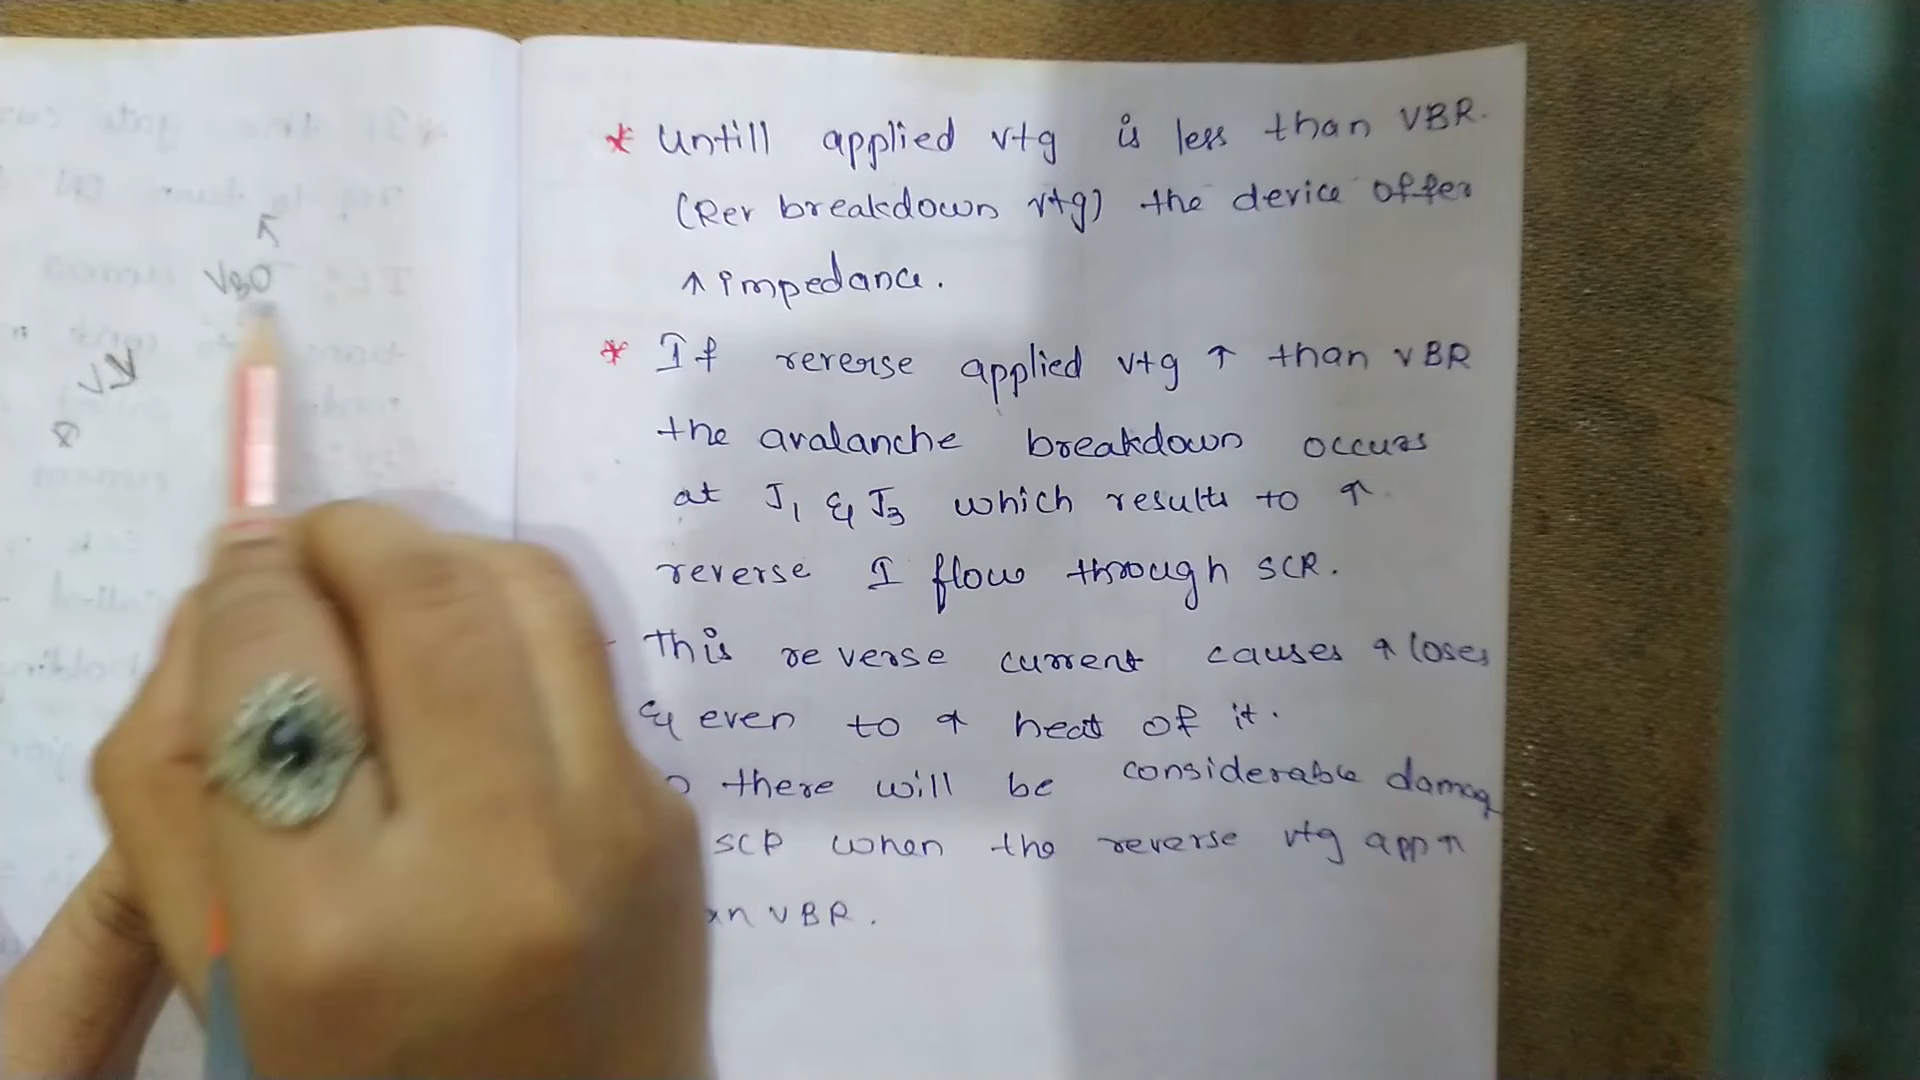 VBO
* Untill applied vtg is less than VBR.
(Rev breakdown vtg) the device offer
↑ impedance.
* If reverse applied vtg ↑ than VBR
the avalanche breakdown occurs
at J1 & J3 which results to ↑
reverse I flow through SCR.
This reverse current causes ↑ loses
& even to ↑ heat of it.
there will be considerable damag
SCR when the reverse vtg app ↑
VBR.